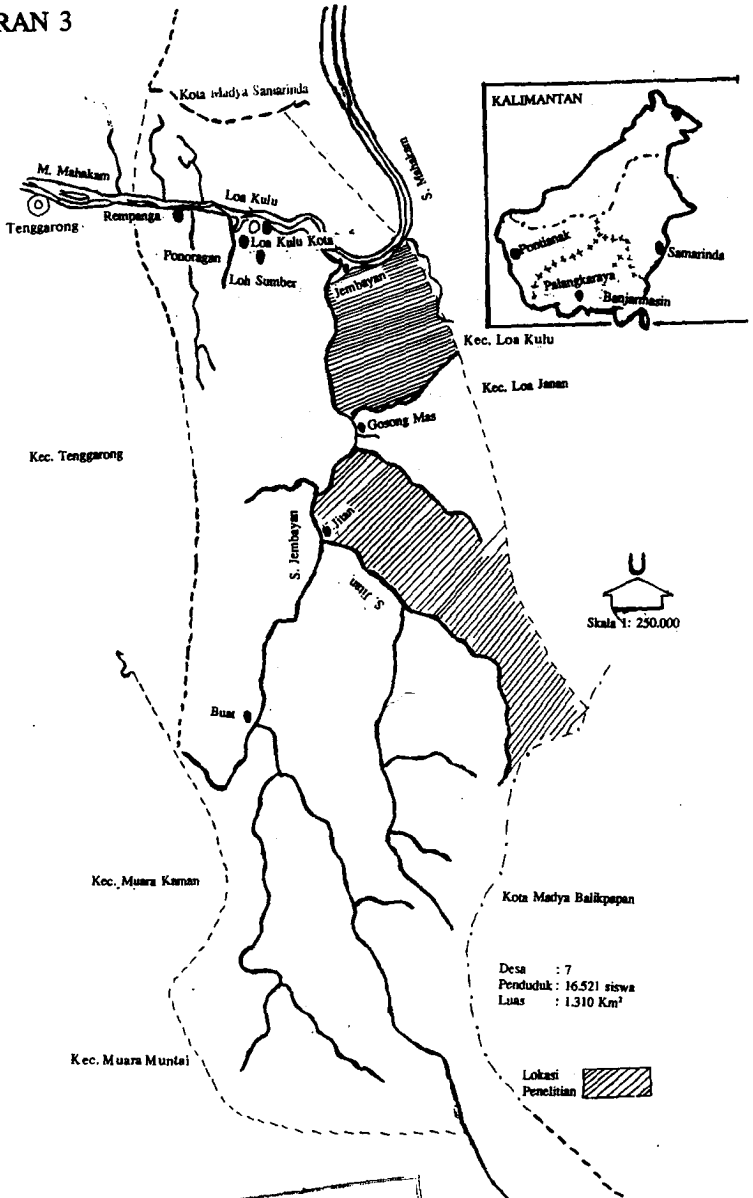 RAN 3
Kota Madya Samarinda
KALIMANTAN
Pontianak
Samarinda
Palangkaraya
Banjarmasin
M. Mahakam
S. Mahakam
Tenggarong
Rempanga
Loa Kulu
Ponoragan
Loa Kulu Kota
Loh Sumber
Jembayan
Kec. Loa Kulu
Kec. Loa Janan
Gosong Mas
Kec. Tenggarong
S. Jembayan
Jitan
S. Jitan
U
Skala 1: 250.000
Buat
Kec. Muara Kaman
Kota Madya Balikpapan
Desa : 7
Penduduk : 16.521 siswa
Luas : 1.310 Km²
Kec. Muara Muntai
Lokasi
Penelitian